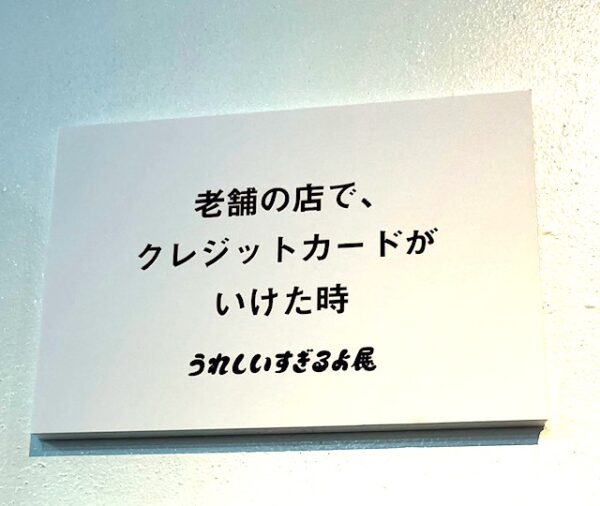 老舗の店で、
クレジットカードが
いけた時
うれしいすぎるよ展